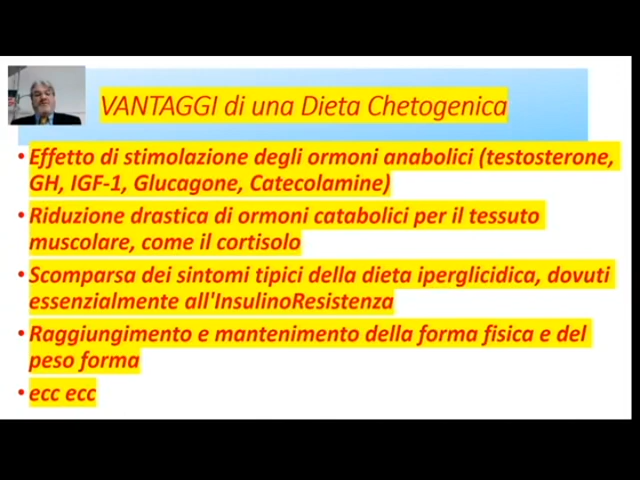 VANTAGGI di una Dieta Chetogenica
• Effetto di stimolazione degli ormoni anabolici (testosterone,
GH, IGF-1, Glucagone, Catecolamine)
• Riduzione drastica di ormoni catabolici per il tessuto
muscolare, come il cortisolo
• Scomparsa dei sintomi tipici della dieta iperglicidica, dovuti
essenzialmente all'InsulinoResistenza
• Raggiungimento e mantenimento della forma fisica e del
peso forma
• ecc ecc